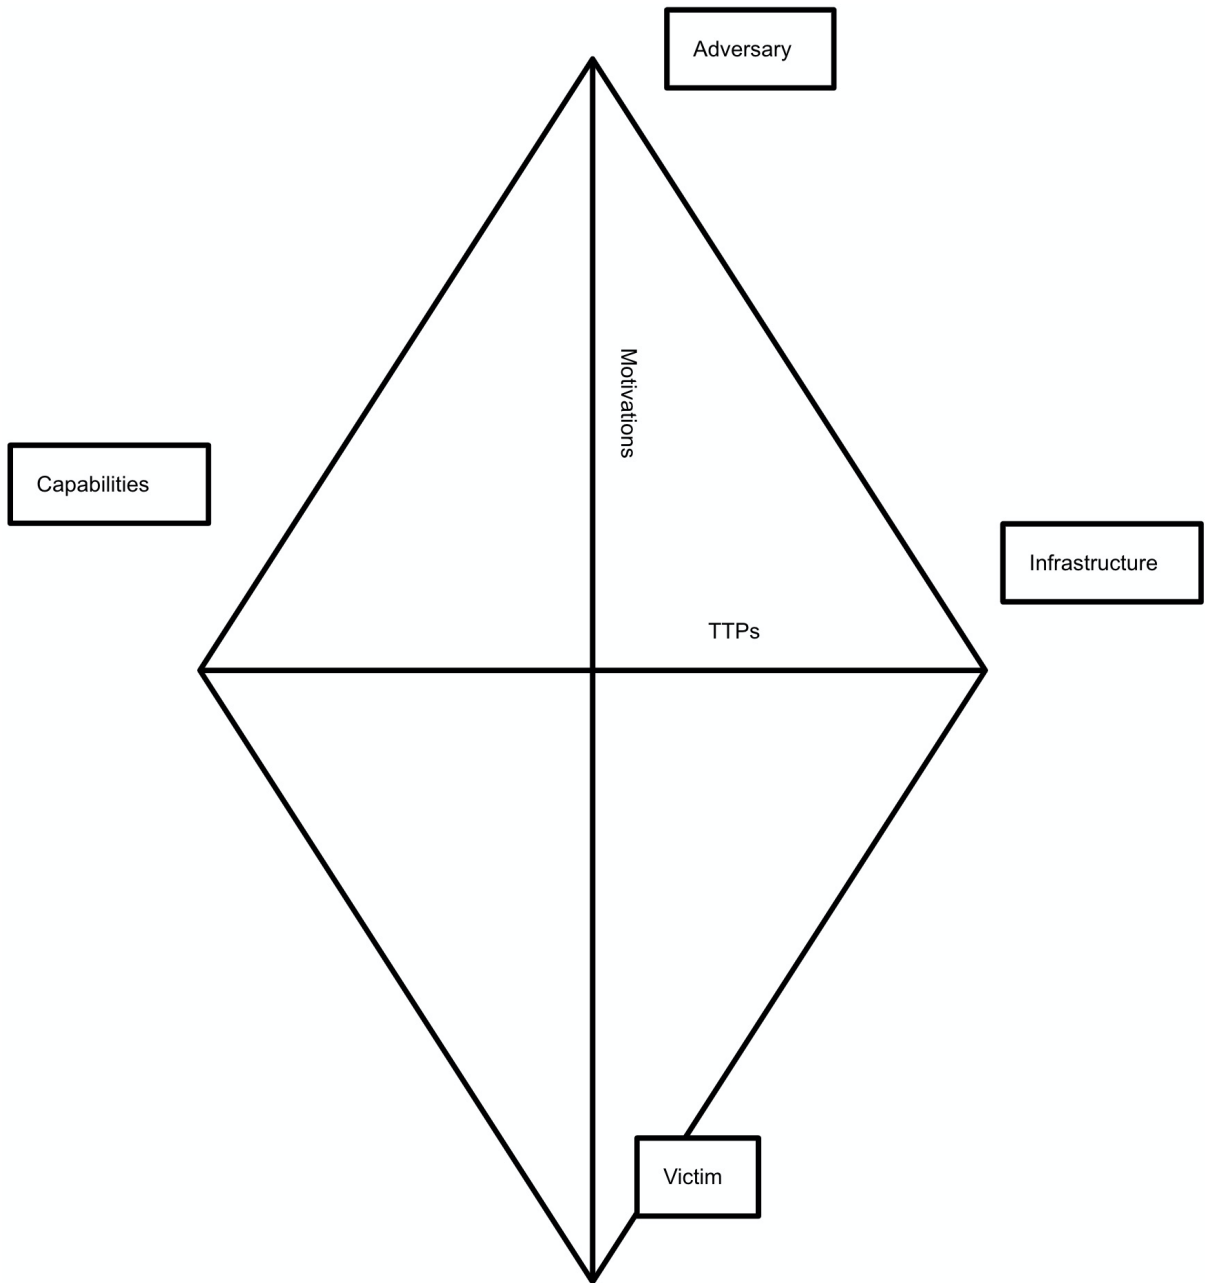 Adversary
Motivations
Capabilities
Infrastructure
TTPs
Victim